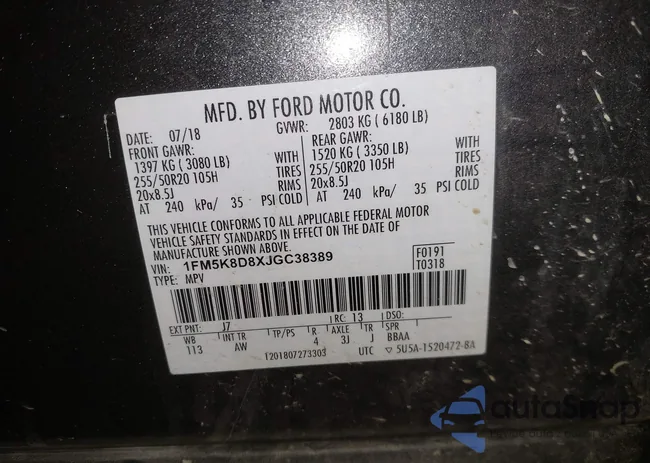 MFD. BY FORD MOTOR CO.
DATE: 07/18 GVWR: 2803 KG ( 6180 LB)
FRONT GAWR: REAR GAWR:
1397 KG ( 3080 LB) WITH 1520 KG ( 3350 LB) WITH
255/50R20 105H TIRES 255/50R20 105H TIRES
20x8.5J RIMS 20x8.5J RIMS
AT 240 kPa/ 35 PSI COLD AT 240 kPa/ 35 PSI COLD
THIS VEHICLE CONFORMS TO ALL APPLICABLE FEDERAL MOTOR
VEHICLE SAFETY STANDARDS IN EFFECT ON THE DATE OF
MANUFACTURE SHOWN ABOVE.
VIN: 1FM5K8D8XJGC38389 F0191
TYPE: MPV T0318
EXT PNT: J7 RC: 13 DSO:
WB INT TR TP/PS R AXLE TR SPR
113 AW 4 3J J BBAA
1201807273303 UTC ▽ 5U5A-1520472-BA
autoSnap